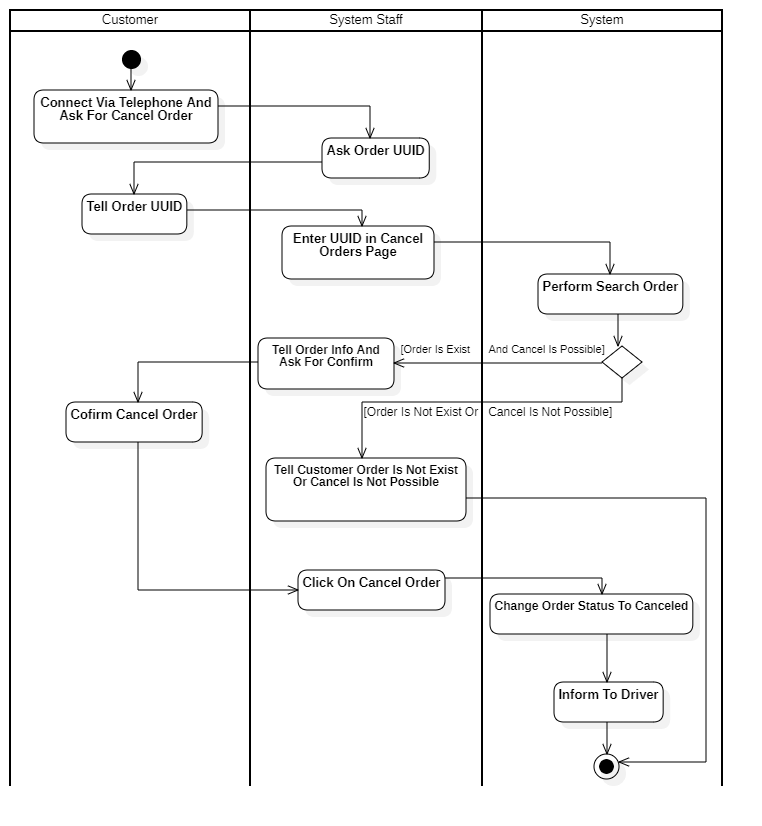 Customer
System Staff
System
Connect Via Telephone And
Ask For Cancel Order
Ask Order UUID
Tell Order UUID
Enter UUID in Cancel
Orders Page
Perform Search Order
Tell Order Info And
Ask For Confirm
[Order Is Exist And Cancel Is Possible]
Cofirm Cancel Order
[Order Is Not Exist Or Cancel Is Not Possible]
Tell Customer Order Is Not Exist
Or Cancel Is Not Possible
Click On Cancel Order
Change Order Status To Canceled
Inform To Driver